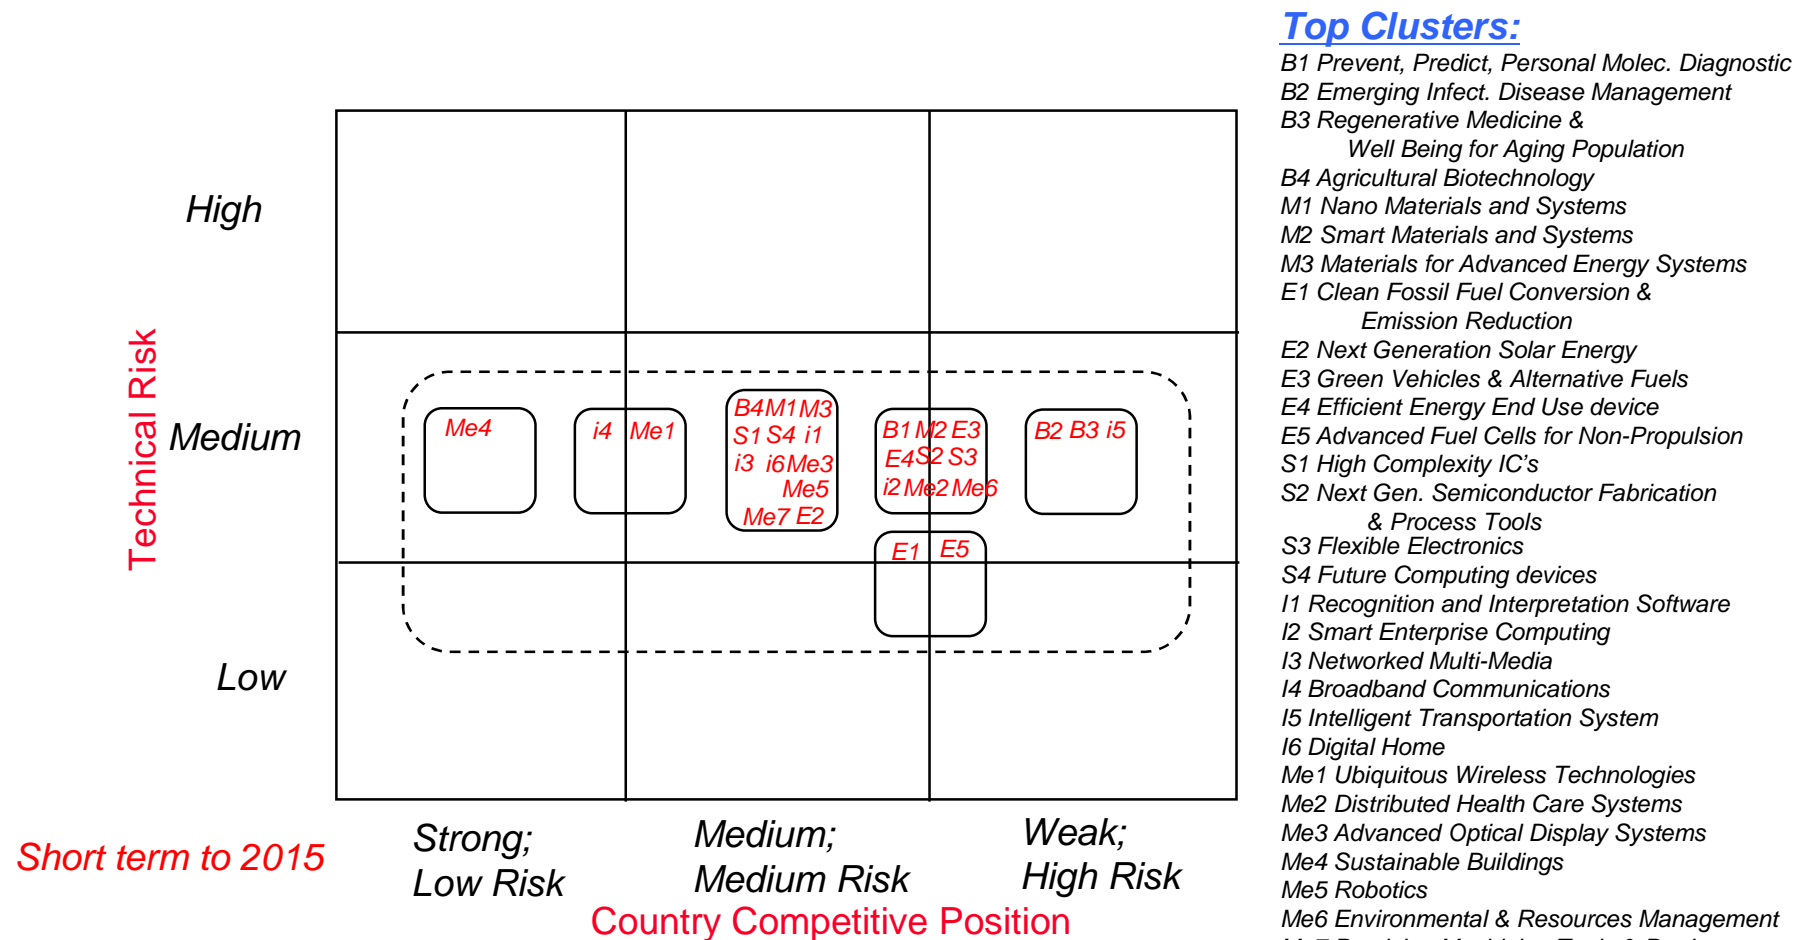 Top Clusters:
B1 Prevent, Predict, Personal Molec. Diagnostic
B2 Emerging Infect. Disease Management
B3 Regenerative Medicine &
Well Being for Aging Population
B4 Agricultural Biotechnology
M1 Nano Materials and Systems
M2 Smart Materials and Systems
M3 Materials for Advanced Energy Systems
E1 Clean Fossil Fuel Conversion &
Emission Reduction
E2 Next Generation Solar Energy
E3 Green Vehicles & Alternative Fuels
E4 Efficient Energy End Use device
E5 Advanced Fuel Cells for Non-Propulsion
S1 High Complexity IC's
S2 Next Gen. Semiconductor Fabrication
& Process Tools
S3 Flexible Electronics
S4 Future Computing devices
I1 Recognition and Interpretation Software
I2 Smart Enterprise Computing
I3 Networked Multi-Media
I4 Broadband Communications
I5 Intelligent Transportation System
I6 Digital Home
Me1 Ubiquitous Wireless Technologies
Me2 Distributed Health Care Systems
Me3 Advanced Optical Display Systems
Me4 Sustainable Buildings
Me5 Robotics
Me6 Environmental & Resources Management
Technical Risk
High
Medium
Low
Me4
i4 Me1
B4 M1 M3
S1 S4 i1
i3 i6 Me3
Me5
Me7 E2
B1 M2 E3
E4 S2 S3
i2 Me2 Me6
B2 B3 i5
E1 E5
Strong;
Low Risk
Medium;
Medium Risk
Weak;
High Risk
Short term to 2015
Country Competitive Position